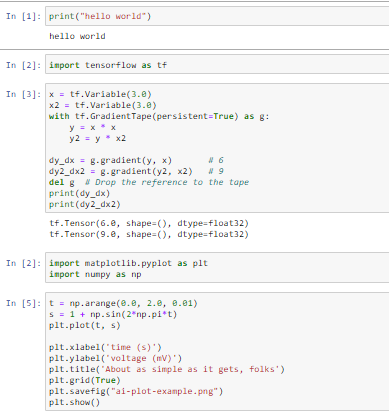 In [1]: print("hello world")
hello world
In [2]: import tensorflow as tf
In [3]: x = tf.Variable(3.0)
x2 = tf.Variable(3.0)
with tf.GradientTape(persistent=True) as g:
y = x * x
y2 = y * x2
dy_dx = g.gradient(y, x) # 6
dy2_dx2 = g.gradient(y2, x2) # 9
del g # Drop the reference to the tape
print(dy_dx)
print(dy2_dx2)
tf.Tensor(6.0, shape=(), dtype=float32)
tf.Tensor(9.0, shape=(), dtype=float32)
In [2]: import matplotlib.pyplot as plt
import numpy as np
In [5]: t = np.arange(0.0, 2.0, 0.01)
s = 1 + np.sin(2*np.pi*t)
plt.plot(t, s)
plt.xlabel('time (s)')
plt.ylabel('voltage (mV)')
plt.title('About as simple as it gets, folks')
plt.grid(True)
plt.savefig("ai-plot-example.png")
plt.show()